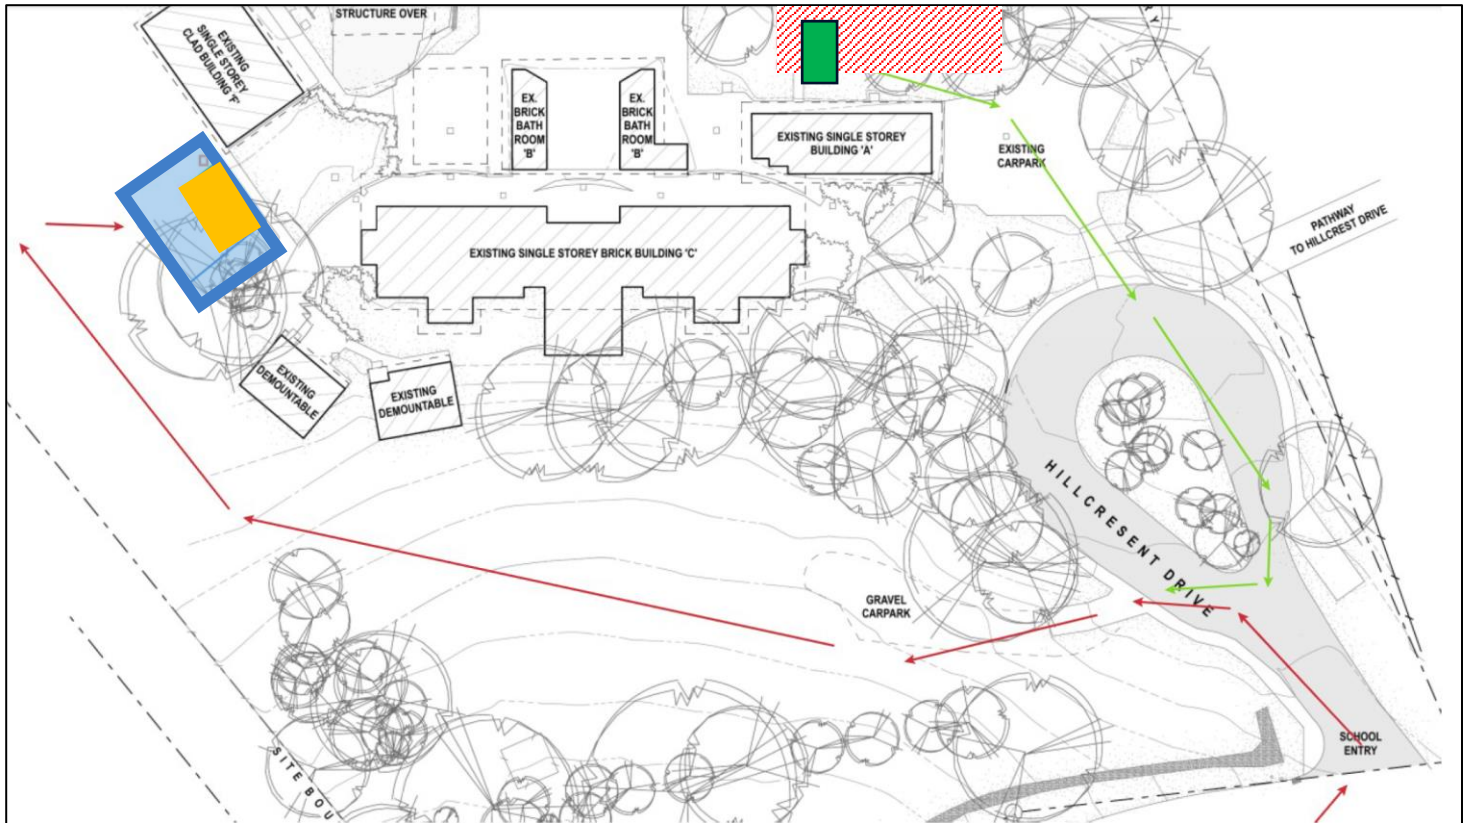 STRUCTURE OVER
EXISTING
SINGLE STOREY
CLAD BUILDING 'F'
EX.
BRICK
BATH
ROOM
'B'
EX.
BRICK
BATH
ROOM
'B'
EXISTING SINGLE STOREY
BUILDING 'A'
EXISTING
CARPARK
R Y
PATHWAY
TO HILLCREST DRIVE
EXISTING SINGLE STOREY BRICK BUILDING 'C'
EXISTING
DEMOUNTABLE
EXISTING
DEMOUNTABLE
HILLCRESENT DRIVE
GRAVEL
CARPARK
SCHOOL
ENTRY
SITE BOU